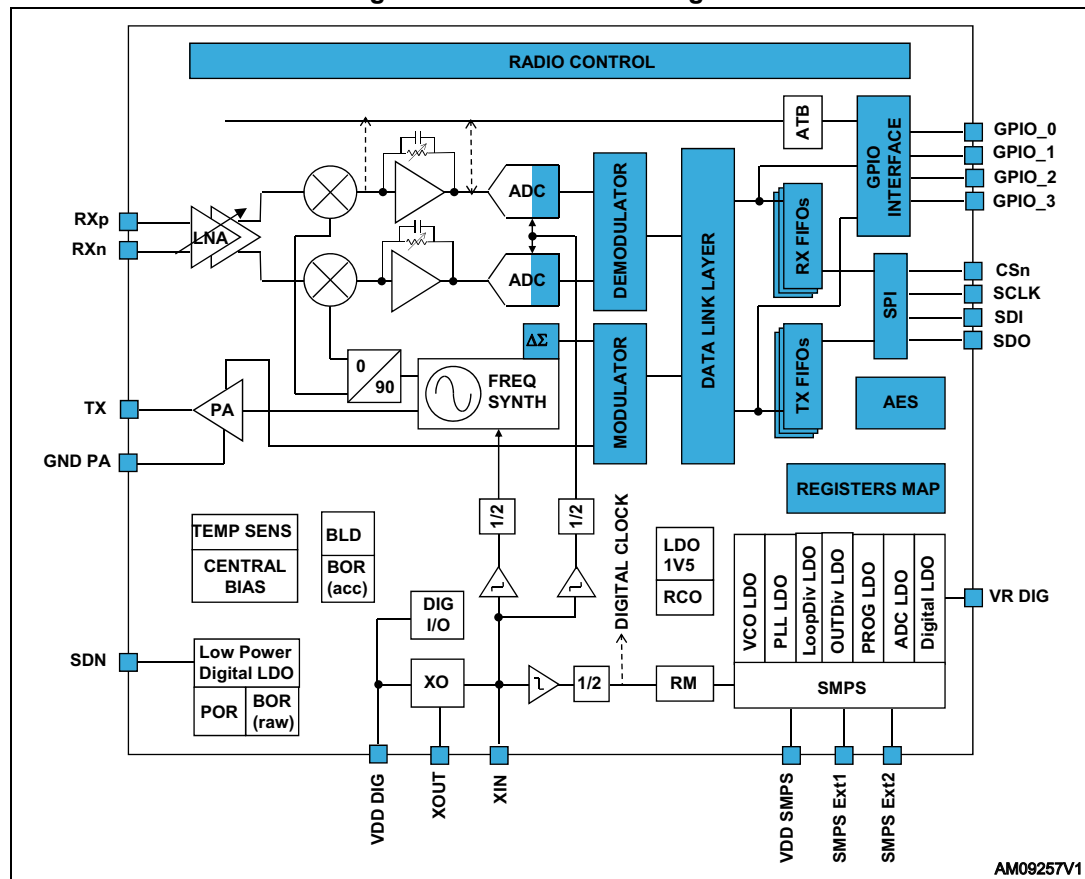 RADIO CONTROL
ATB
GPIO
INTERFACE
GPIO_0
GPIO_1
GPIO_2
GPIO_3
RXp
RXn
LNA
ADC
ADC
DEMODULATOR
DATA LINK LAYER
RX FIFOs
SPI
CSn
SCLK
SDI
SDO
ΔΣ
0
90
FREQ
SYNTH
MODULATOR
TX FIFOs
AES
TX
PA
GND PA
REGISTERS MAP
1/2
1/2
TEMP SENS
CENTRAL
BIAS
BLD
BOR
(acc)
DIGITAL CLOCK
LDO
1V5
RCO
VCO LDO
PLL LDO
LoopDiv LDO
OUTDiv LDO
PROG LDO
ADC LDO
Digital LDO
VR DIG
DIG
I/O
SDN
Low Power
Digital LDO
POR
BOR
(raw)
XO
1/2
RM
SMPS
VDD DIG
XOUT
XIN
VDD SMPS
SMPS Ext1
SMPS Ext2
AM09257V1